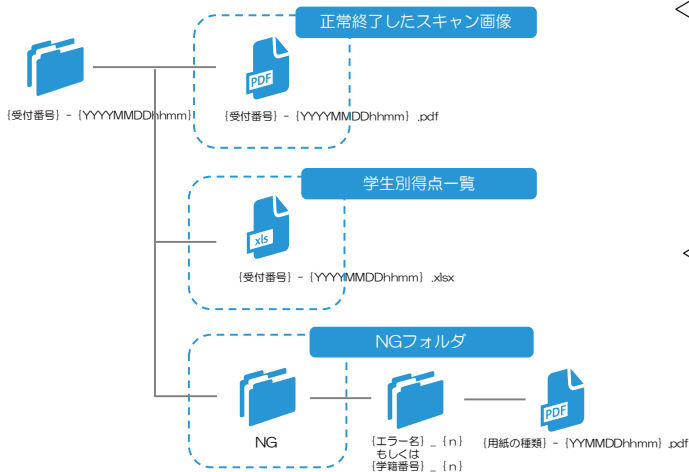 正常終了したスキャン画像
PDF
{受付番号} - {YYYYMMDDhhmm}
{受付番号} - {YYYYMMDDhhmm} .pdf
学生別得点一覧
xls
{受付番号} - {YYYYMMDDhhmm} .xlsx
NGフォルダ
PDF
NG
{エラー名} _ {n}
もしくは
{学籍番号} _ {n}
{用紙の種類} - {YYMMDDhhmm} .pdf